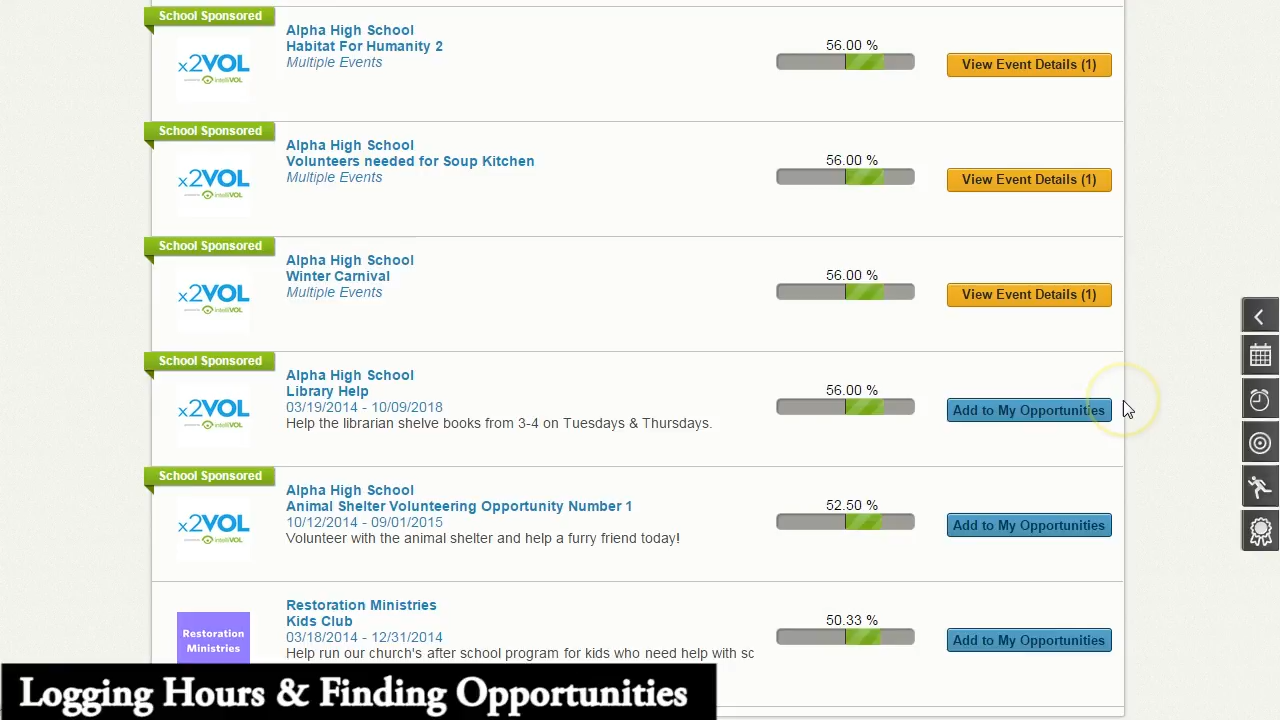 School Sponsored
Alpha High School
Habitat For Humanity 2
Multiple Events
x2VOL
intelliVOL
56.00 %
View Event Details (1)
School Sponsored
Alpha High School
Volunteers needed for Soup Kitchen
Multiple Events
x2VOL
intelliVOL
56.00 %
View Event Details (1)
School Sponsored
Alpha High School
Winter Carnival
Multiple Events
x2VOL
intelliVOL
56.00 %
View Event Details (1)
School Sponsored
Alpha High School
Library Help
03/19/2014 - 10/09/2018
Help the librarian shelve books from 3-4 on Tuesdays & Thursdays.
x2VOL
intelliVOL
56.00 %
Add to My Opportunities
School Sponsored
Alpha High School
Animal Shelter Volunteering Opportunity Number 1
10/12/2014 - 09/01/2015
Volunteer with the animal shelter and help a furry friend today!
x2VOL
intelliVOL
52.50 %
Add to My Opportunities
Restoration
Ministries
Restoration Ministries
Kids Club
03/18/2014 - 12/31/2014
Help run our church's after school program for kids who need help with sc
50.33 %
Add to My Opportunities
Logging Hours & Finding Opportunities